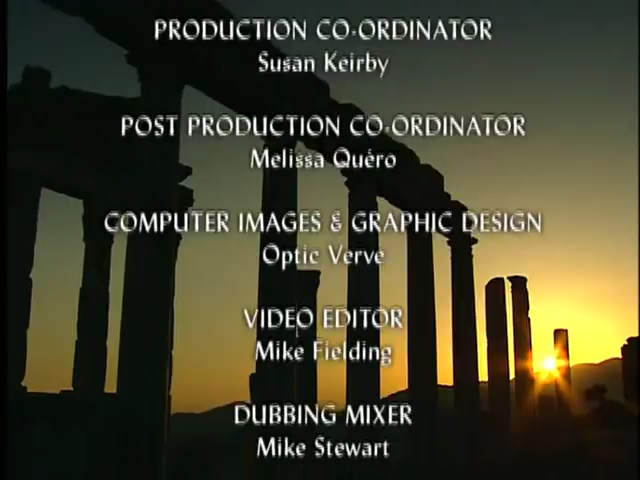 PRODUCTION CO-ORDINATOR
Susan Keirby
POST PRODUCTION CO-ORDINATOR
Melissa Quéro
COMPUTER IMAGES & GRAPHIC DESIGN
Optic Verve
VIDEO EDITOR
Mike Fielding
DUBBING MIXER
Mike Stewart